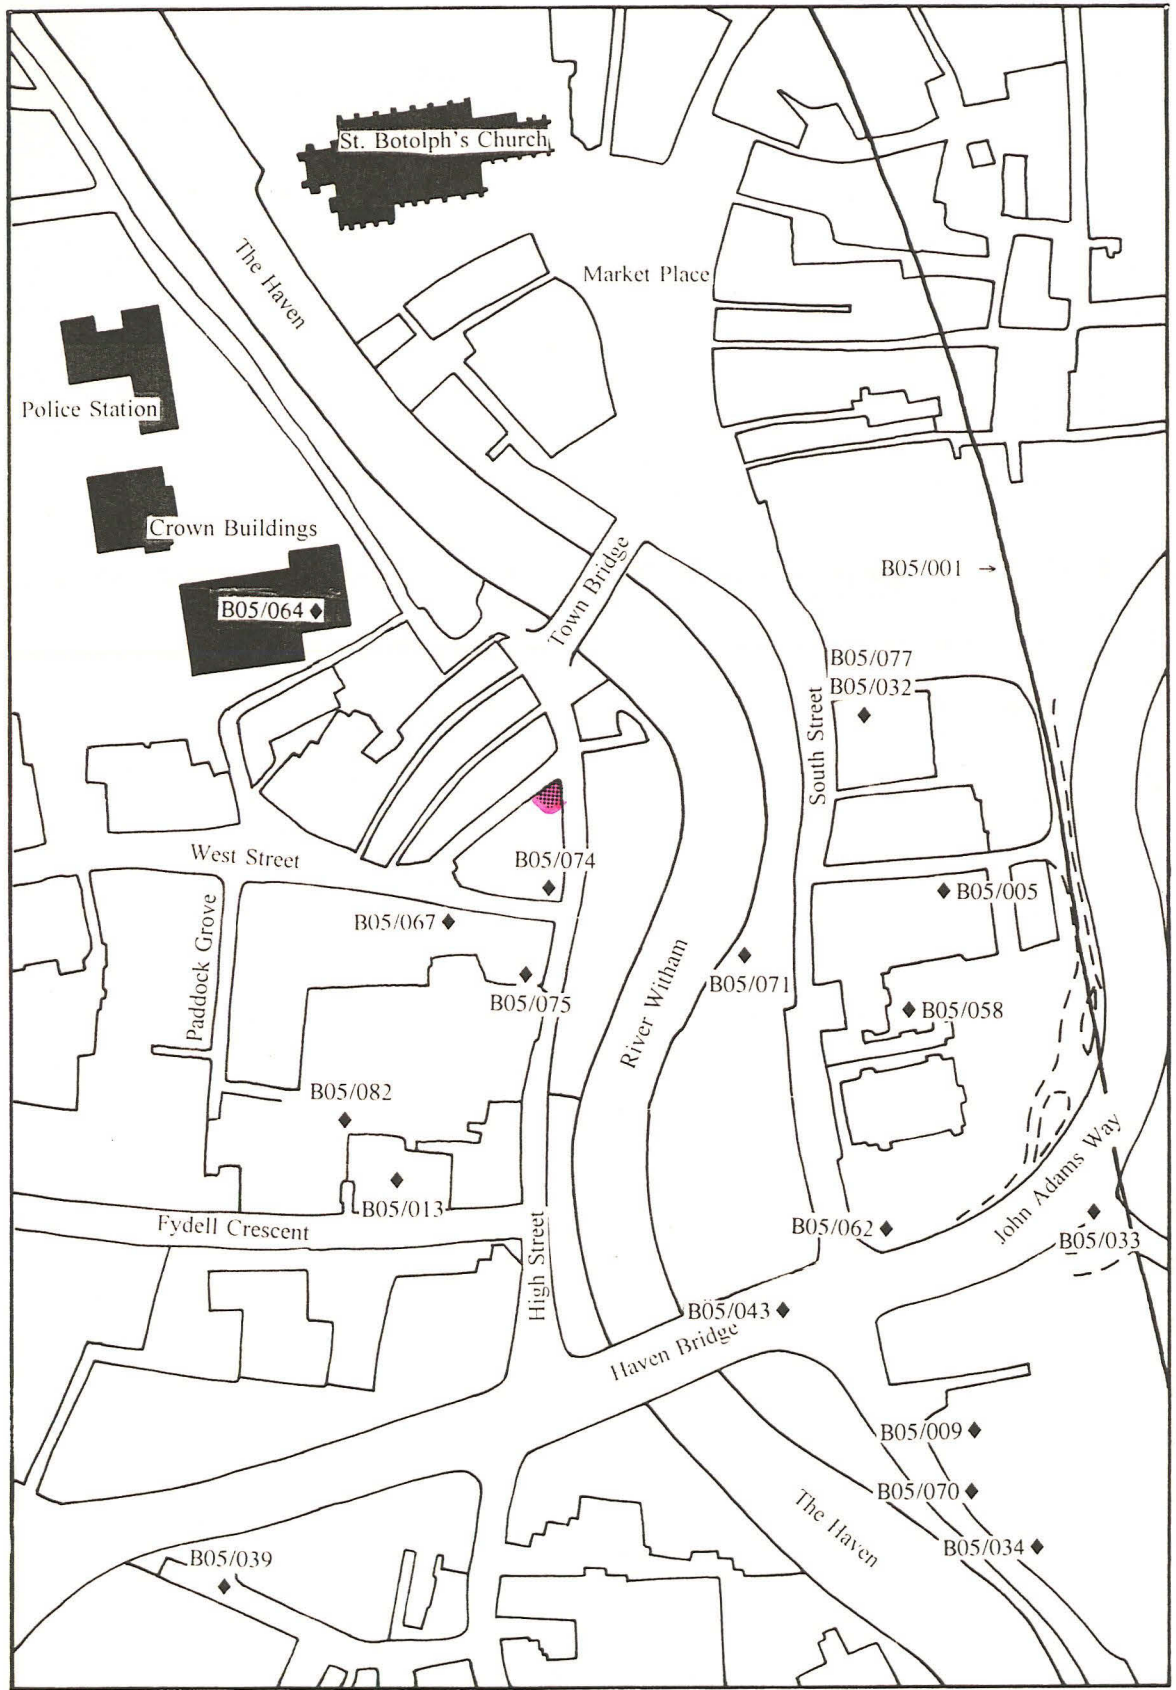 St. Botolph's Church
The Haven
Market Place
Police Station
Crown Buildings
Town Bridge
B05/001 →
B05/064
B05/077
B05/032
South Street
West Street
B05/074
B05/005
B05/067
Paddock Grove
River Witham
B05/071
B05/075
B05/058
B05/082
John Adams Way
B05/013
Fydell Crescent
High Street
B05/062
B05/033
B05/043
Haven Bridge
B05/009
B05/070
The Haven
B05/034
B05/039